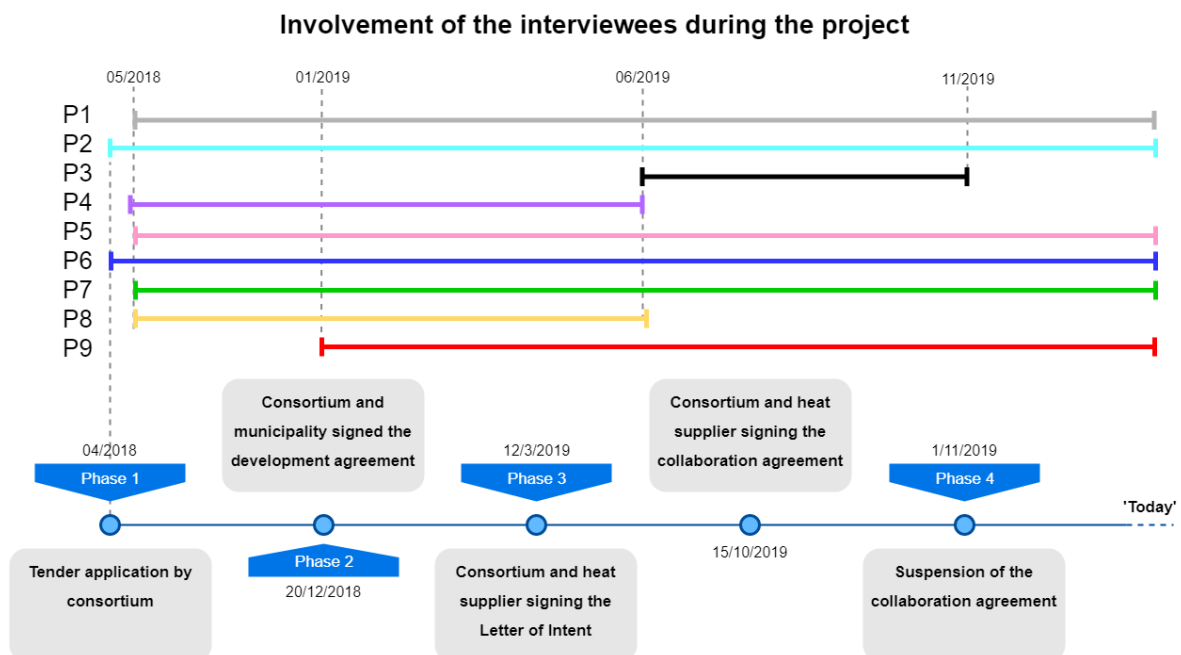 Involvement of the interviewees during the project
05/2018
01/2019
06/2019
11/2019
P1
P2
P3
P4
P5
P6
P7
P8
P9
Consortium and
municipality signed the
development agreement
Consortium and heat
supplier signing the
collaboration agreement
04/2018
12/3/2019
1/11/2019
Phase 1
Phase 3
Phase 4
'Today'
Phase 2
20/12/2018
15/10/2019
Tender application by
consortium
Consortium and heat
supplier signing the
Letter of Intent
Suspension of the
collaboration agreement